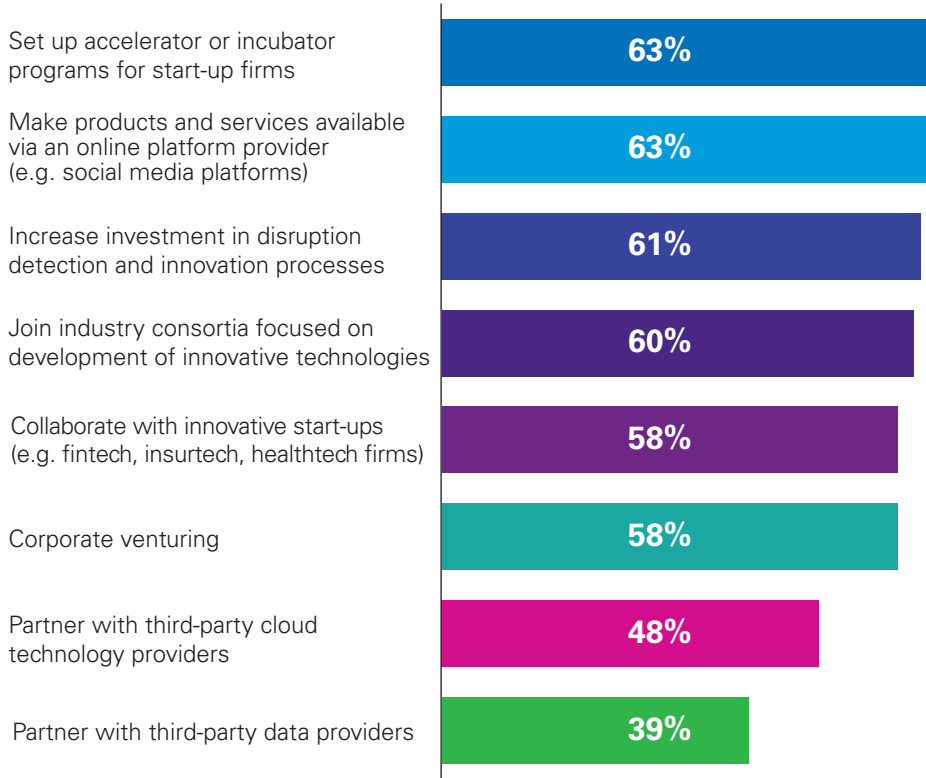 Set up accelerator or incubator
programs for start-up firms
63%
Make products and services available
via an online platform provider
(e.g. social media platforms)
63%
Increase investment in disruption
detection and innovation processes
61%
Join industry consortia focused on
development of innovative technologies
60%
Collaborate with innovative start-ups
(e.g. fintech, insurtech, healthtech firms)
58%
Corporate venturing
58%
Partner with third-party cloud
technology providers
48%
Partner with third-party data providers
39%